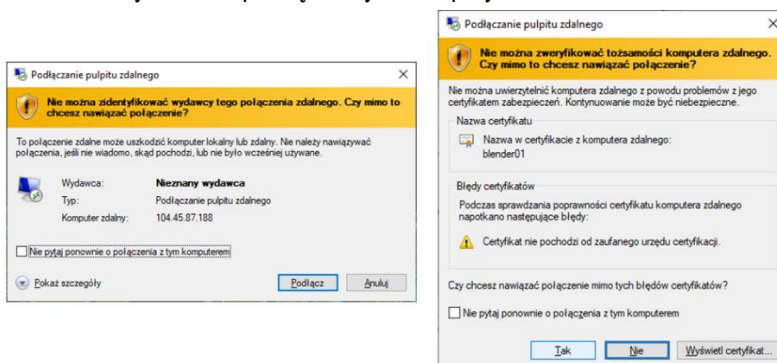 Podłączanie pulpitu zdalnego
Nie można zidentyfikować wydawcy tego połączenia zdalnego. Czy mimo to
chcesz nawiązać połączenie?
To połączenie zdalne może uszkodzić komputer lokalny lub zdalny. Nie należy nawiązywać
połączenia, jeśli nie wiadomo, skąd pochodzi, lub nie było wcześniej używane.
Wydawca: Nieznany wydawca
Typ: Podłączanie pulpitu zdalnego
Komputer zdalny: 104.45.87.188
Nie pytaj ponownie o połączenia z tym komputerem
Pokaż szczegóły Podłącz Anuluj
Podłączanie pulpitu zdalnego
Nie można zweryfikować tożsamości komputera zdalnego.
Czy mimo to chcesz nawiązać połączenie?
Nie można uwierzytelnić komputera zdalnego z powodu problemów z jego
certyfikatem zabezpieczeń. Kontynuowanie może być niebezpieczne.
Nazwa certyfikatu
Nazwa w certyfikacie z komputera zdalnego:
blender01
Błędy certyfikatów
Podczas sprawdzania poprawności certyfikatu komputera zdalnego
napotkano następujące błędy:
Certyfikat nie pochodzi od zaufanego urzędu certyfikacji.
Czy chcesz nawiązać połączenie mimo tych błędów certyfikatów?
Nie pytaj ponownie o połączenia z tym komputerem
Tak Nie Wyświetl certyfikat...